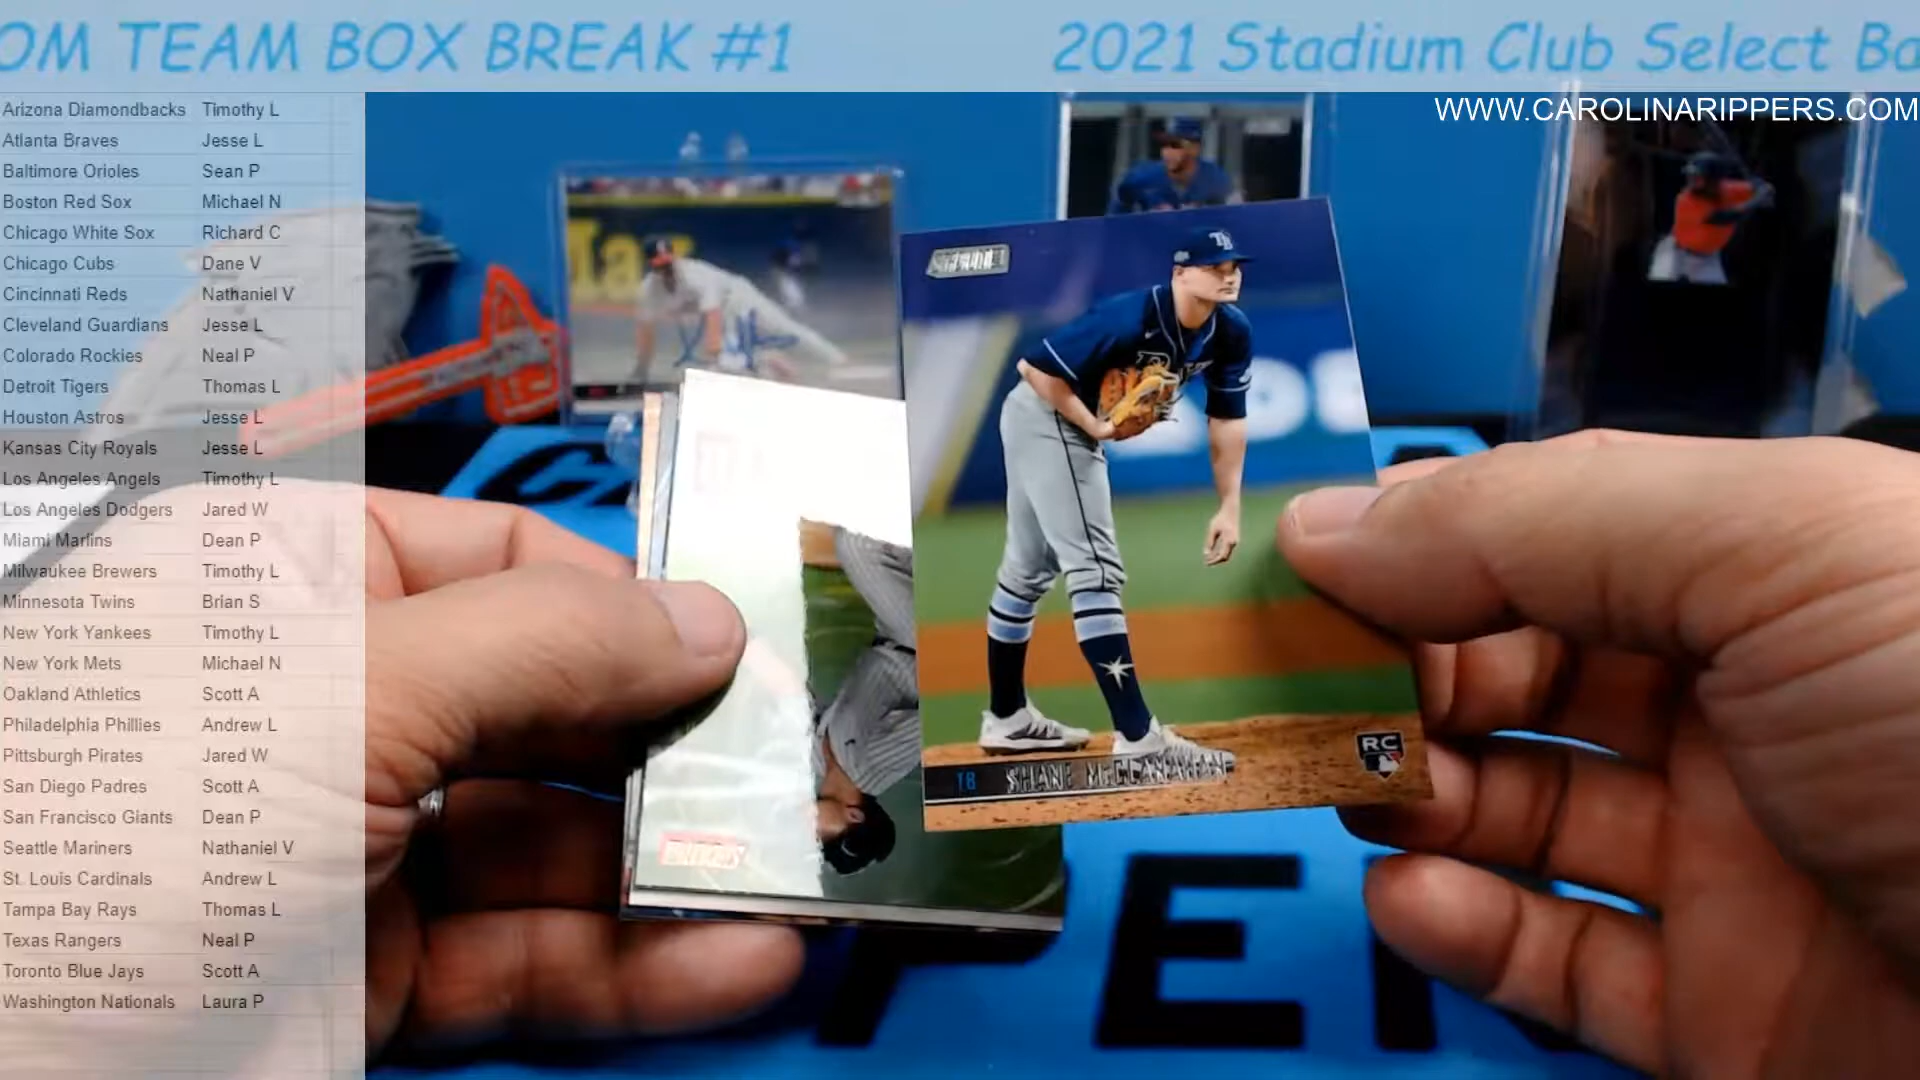 OM TEAM BOX BREAK #1 2021 Stadium Club Select Ba
WWW.CAROLINARIPPERS.COM
Arizona Diamondbacks Timothy L
Atlanta Braves Jesse L
Baltimore Orioles Sean P
Boston Red Sox Michael N
Chicago White Sox Richard C
Chicago Cubs Dane V
Cincinnati Reds Nathaniel V
Cleveland Guardians Jesse L
Colorado Rockies Neal P
Detroit Tigers Thomas L
Houston Astros Jesse L
Kansas City Royals Jesse L
Los Angeles Angels Timothy L
Los Angeles Dodgers Jared W
Miami Marlins Dean P
Milwaukee Brewers Timothy L
Minnesota Twins Brian S
New York Yankees Timothy L
New York Mets Michael N
Oakland Athletics Scott A
Philadelphia Phillies Andrew L
Pittsburgh Pirates Jared W
San Diego Padres Scott A
San Francisco Giants Dean P
Seattle Mariners Nathaniel V
St. Louis Cardinals Andrew L
Tampa Bay Rays Thomas L
Texas Rangers Neal P
Toronto Blue Jays Scott A
Washington Nationals Laura P
STADIUM
TB
TB SHANE McCLANAHAN
RC